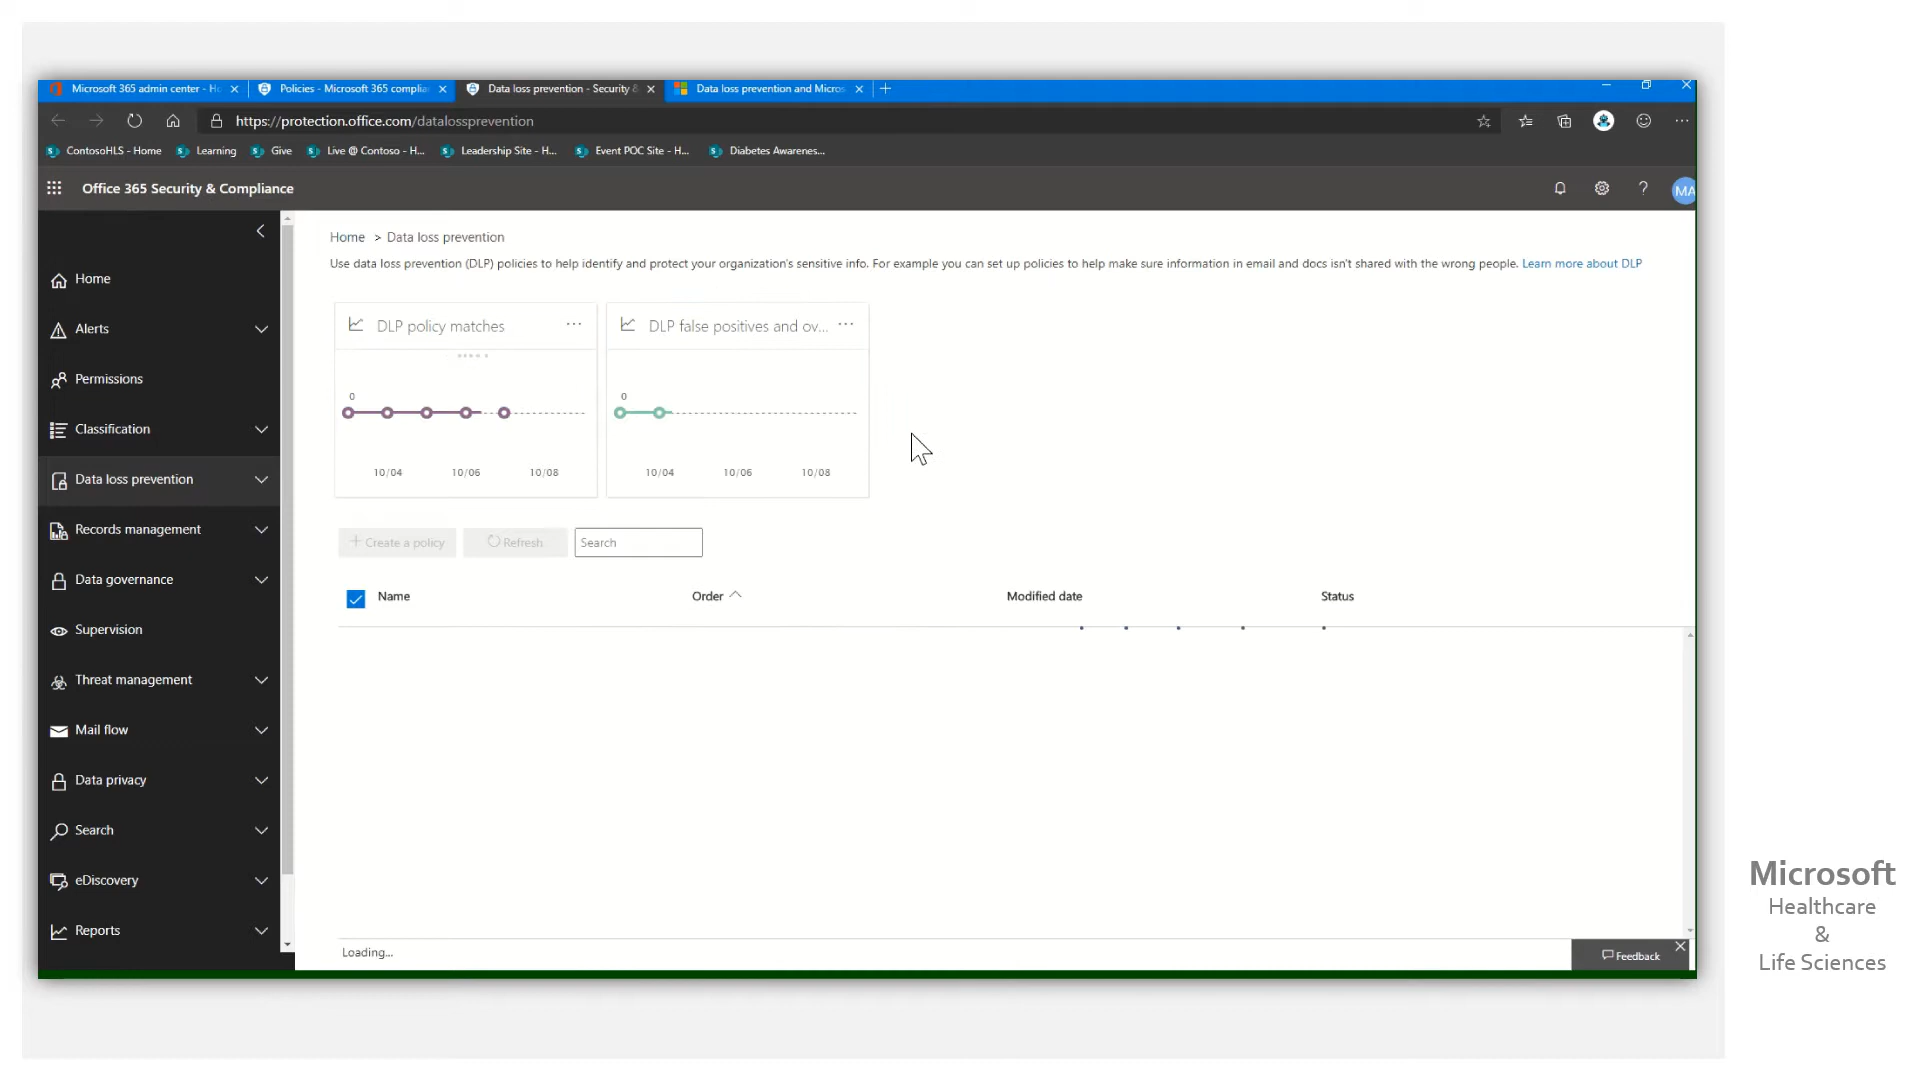 Microsoft 365 admin center - Ho
Policies - Microsoft 365 complia
Data loss prevention - Security &
Data loss prevention and Micros
https://protection.office.com/datalossprevention
ContosoHLS - Home
Learning
Give
Live @ Contoso - H...
Leadership Site - H...
Event POC Site - H...
Diabetes Awarenes...
Office 365 Security & Compliance
?
MA
Home
Alerts
Permissions
Classification
Data loss prevention
Records management
Data governance
Supervision
Threat management
Mail flow
Data privacy
Search
eDiscovery
Reports
Home > Data loss prevention
Use data loss prevention (DLP) policies to help identify and protect your organization's sensitive info. For example you can set up policies to help make sure information in email and docs isn't shared with the wrong people. Learn more about DLP
DLP policy matches ...
0
10/04 10/06 10/08
DLP false positives and ov... ...
0
10/04 10/06 10/08
+ Create a policy
Refresh
Search
Name Order Modified date Status
Loading...
Feedback
Microsoft
Healthcare
&
Life Sciences